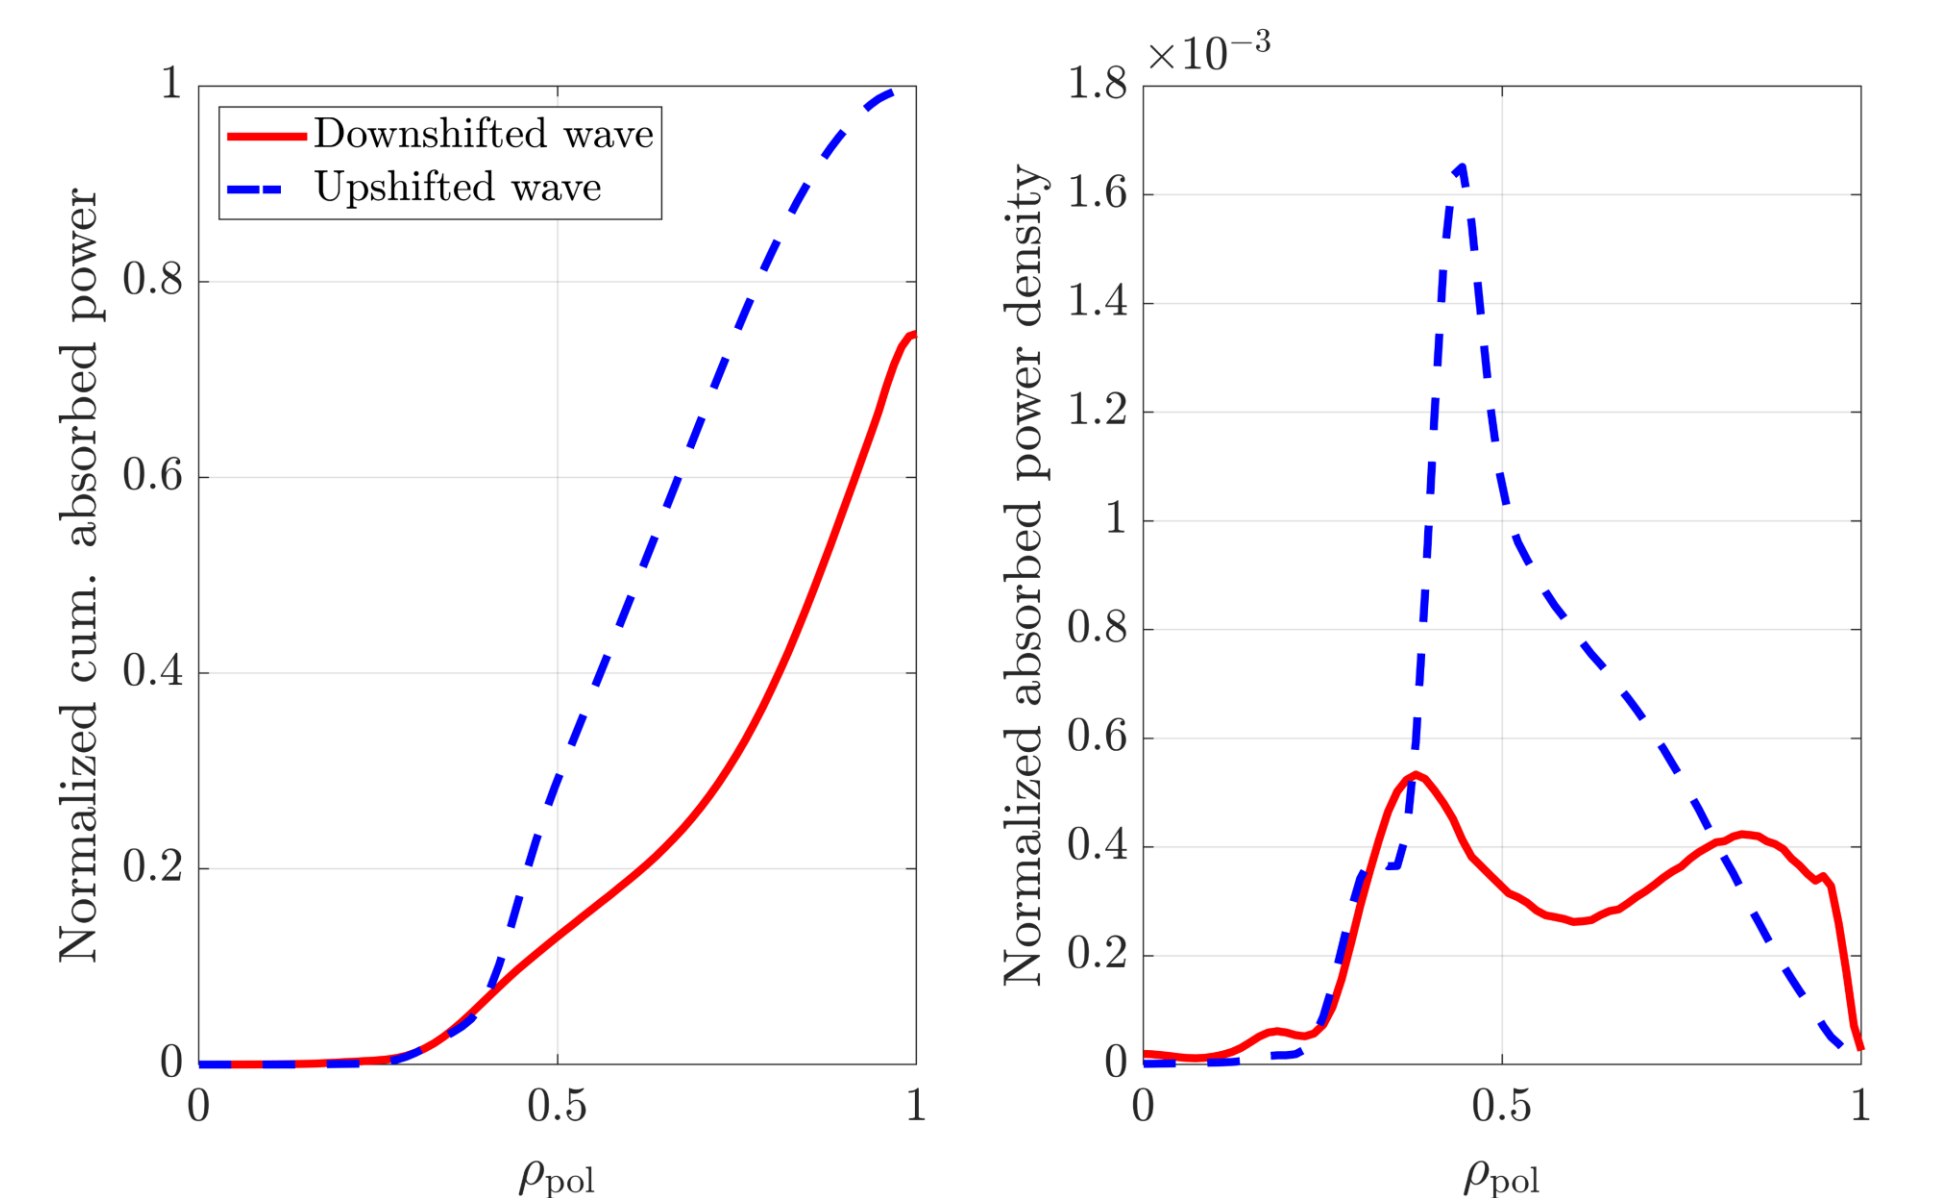 Normalized cum. absorbed power
1
0.8
0.6
0.4
0.2
0
0 0.5 1
ρpol
Downshifted wave
Upshifted wave
Normalized absorbed power density
×10−3
1.8
1.6
1.4
1.2
1
0.8
0.6
0.4
0.2
0
0 0.5 1
ρpol